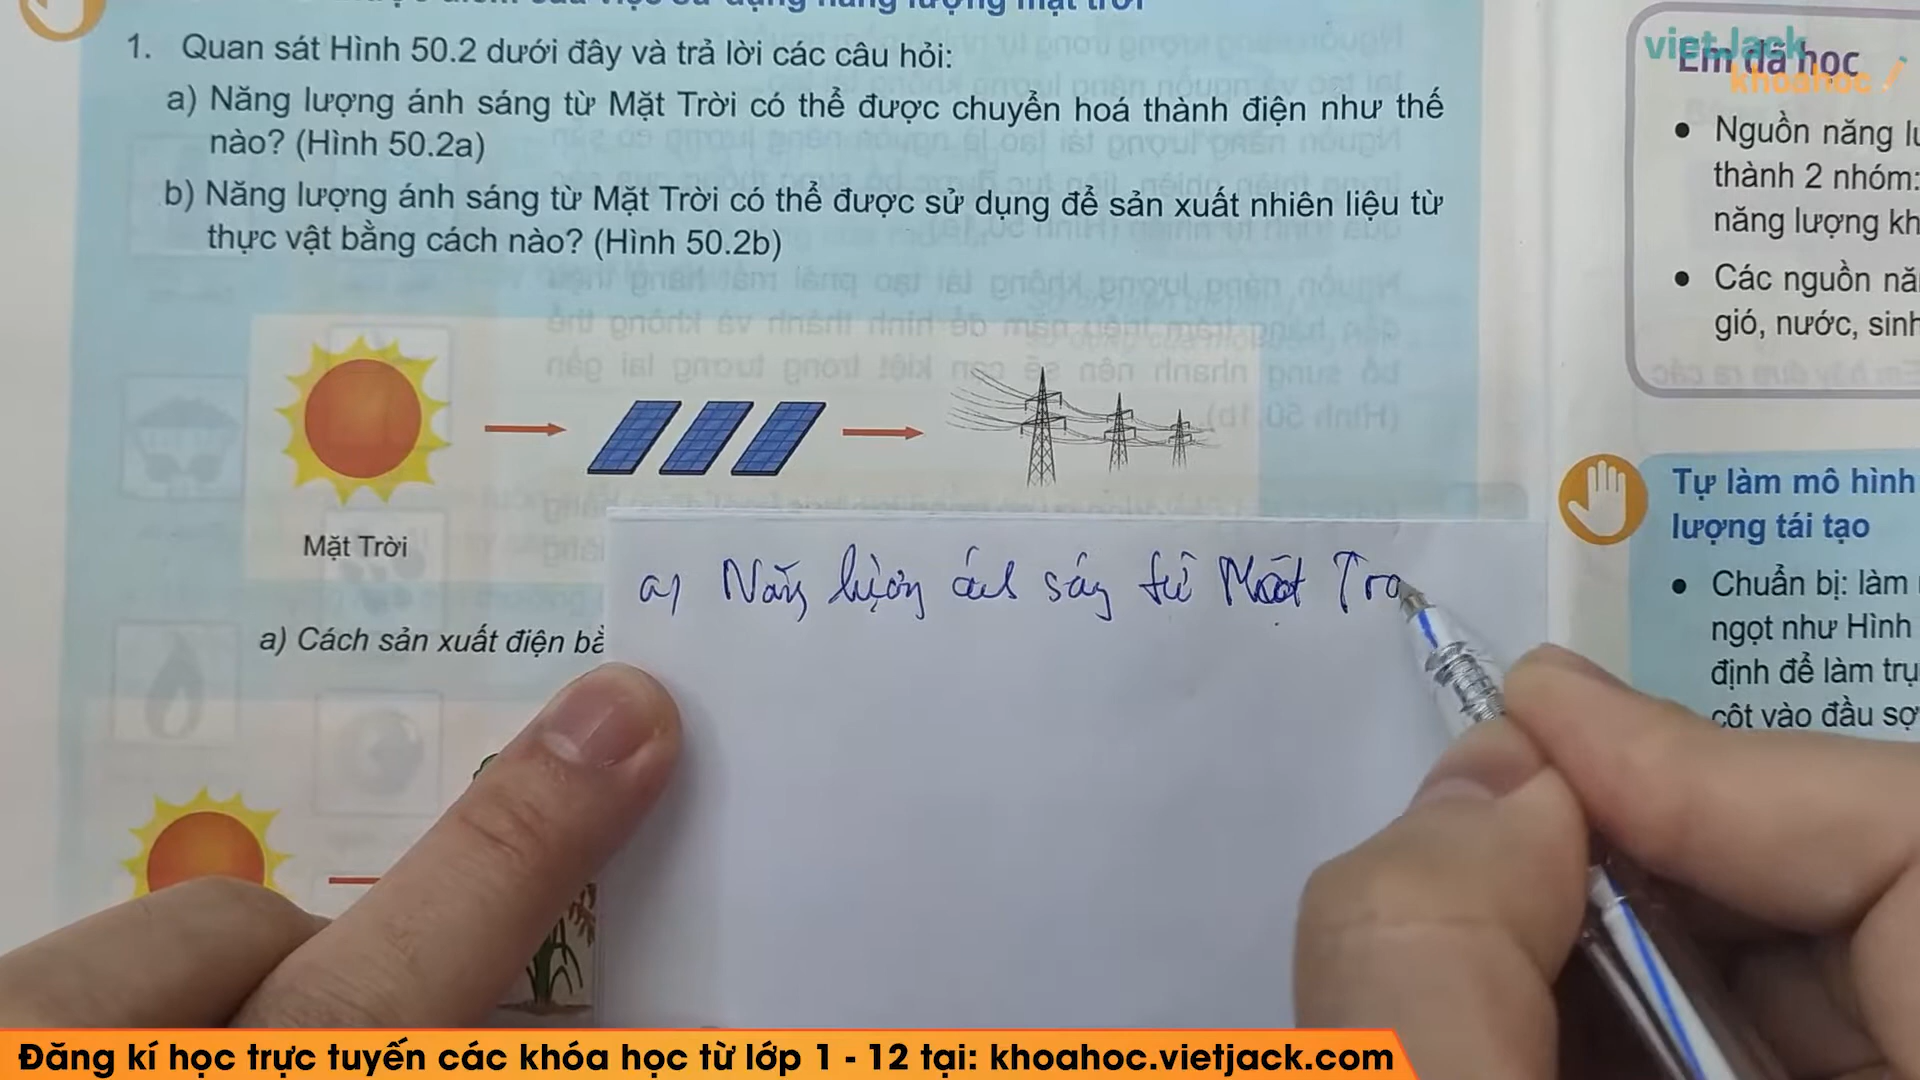 1. Quan sát Hình 50.2 dưới đây và trả lời các câu hỏi:
a) Năng lượng ánh sáng từ Mặt Trời có thể được chuyển hoá thành điện như thế
nào? (Hình 50.2a)
b) Năng lượng ánh sáng từ Mặt Trời có thể được sử dụng để sản xuất nhiên liệu từ
thực vật bằng cách nào? (Hình 50.2b)
Mặt Trời
a) Cách sản xuất điện bằ
a) Năng lượng ánh sáng từ Mặt Trờ
vietJack
khoahoc
Em đã học
• Nguồn năng lư
thành 2 nhóm:
năng lượng kh
• Các nguồn nă
gió, nước, sinh
Tự làm mô hình
lượng tái tạo
• Chuẩn bị: làm
ngọt như Hình
định để làm trụ
cột vào đầu sợ
Đăng kí học trực tuyến các khóa học từ lớp 1 - 12 tại: khoahoc.vietjack.com